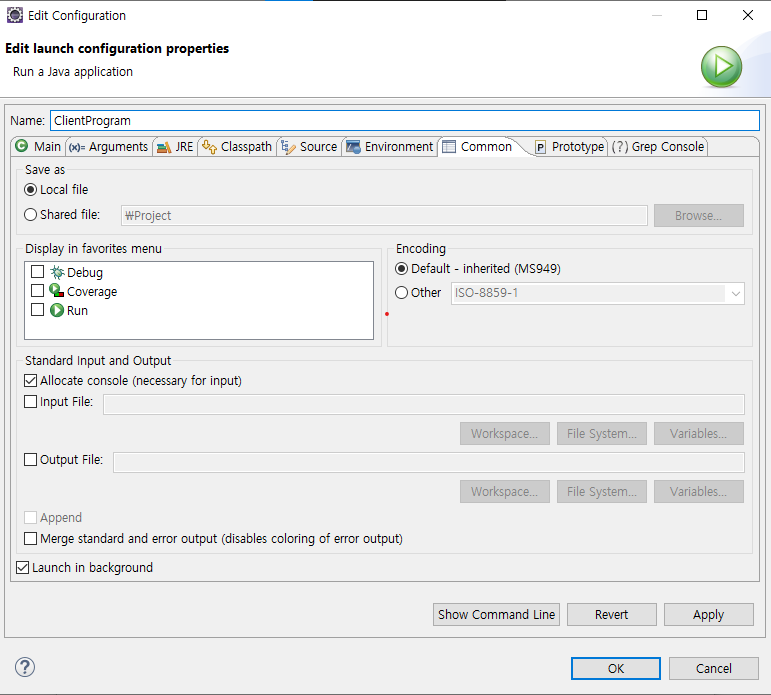 Edit Configuration
Edit launch configuration properties
Run a Java application
Name: ClientProgram
Main (x)= Arguments JRE Classpath Source Environment Common Prototype (?) Grep Console
Save as
Local file
Shared file: ₩Project Browse...
Display in favorites menu
Debug
Coverage
Run
Encoding
Default - inherited (MS949)
Other ISO-8859-1
Standard Input and Output
Allocate console (necessary for input)
Input File:
Workspace... File System... Variables...
Output File:
Workspace... File System... Variables...
Append
Merge standard and error output (disables coloring of error output)
Launch in background
Show Command Line Revert Apply
OK Cancel